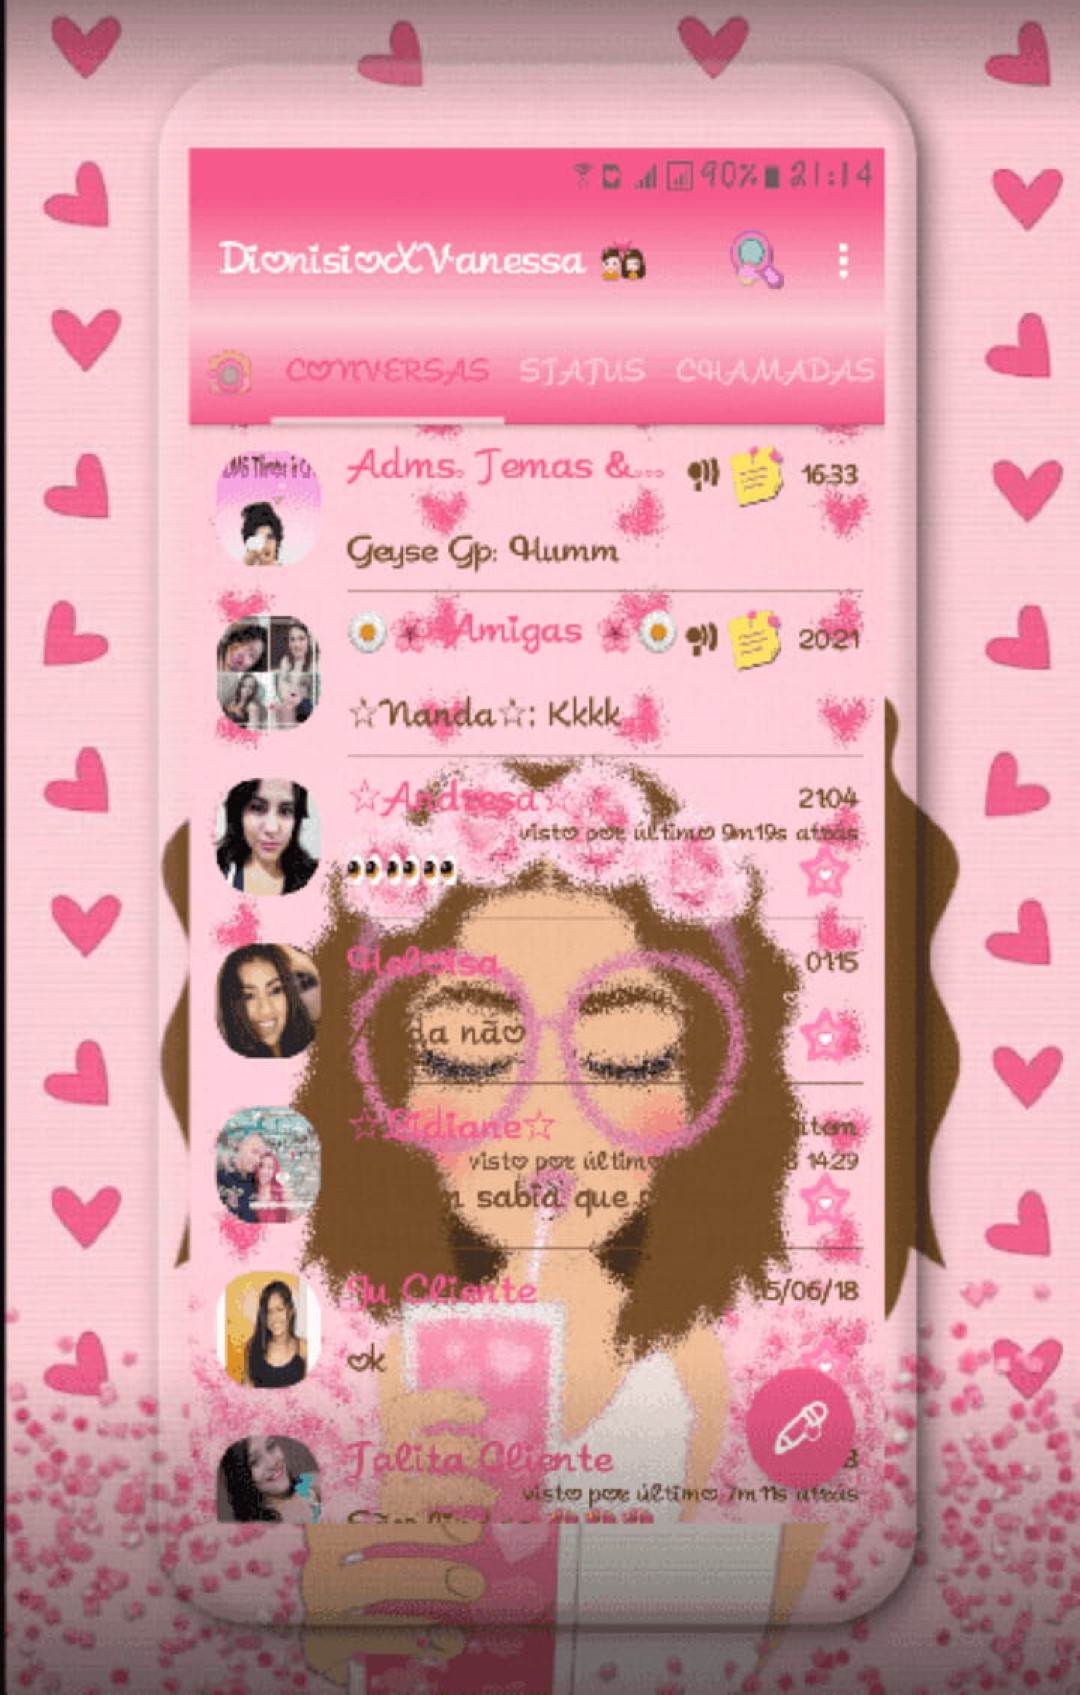 90% 21:14
DionisioXVanessa
CONVERSAS STATUS CHAMADAS
Adms. Temas &... 16:33
Geyse Gp: Humm
Amigas 20:21
☆Nanda☆: Kkkk
☆Andresa☆ 21:04
visto por último 9m19s atrás
👀👀👀
Heloisa 01:15
da não
☆Lidiane☆
visto por último 14:29
sabia que
Ju Cliente 5/06/18
ok
Talita Cliente
visto por último 7m11s atrás